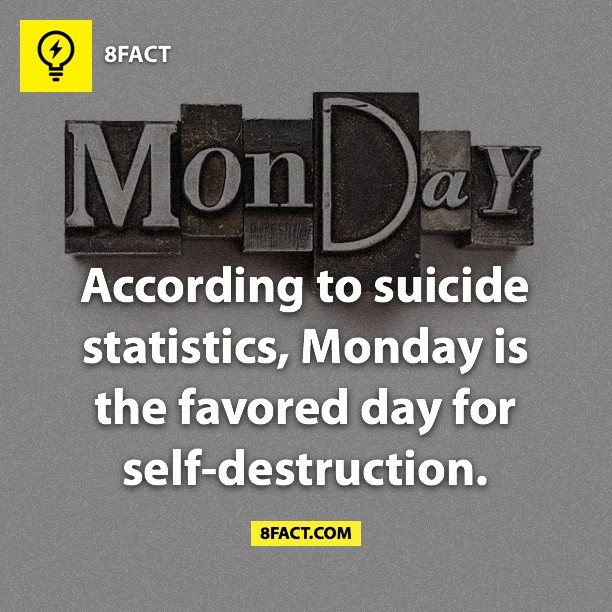 8FACT
MonDaY
According to suicide
statistics, Monday is
the favored day for
self-destruction.
8FACT.COM